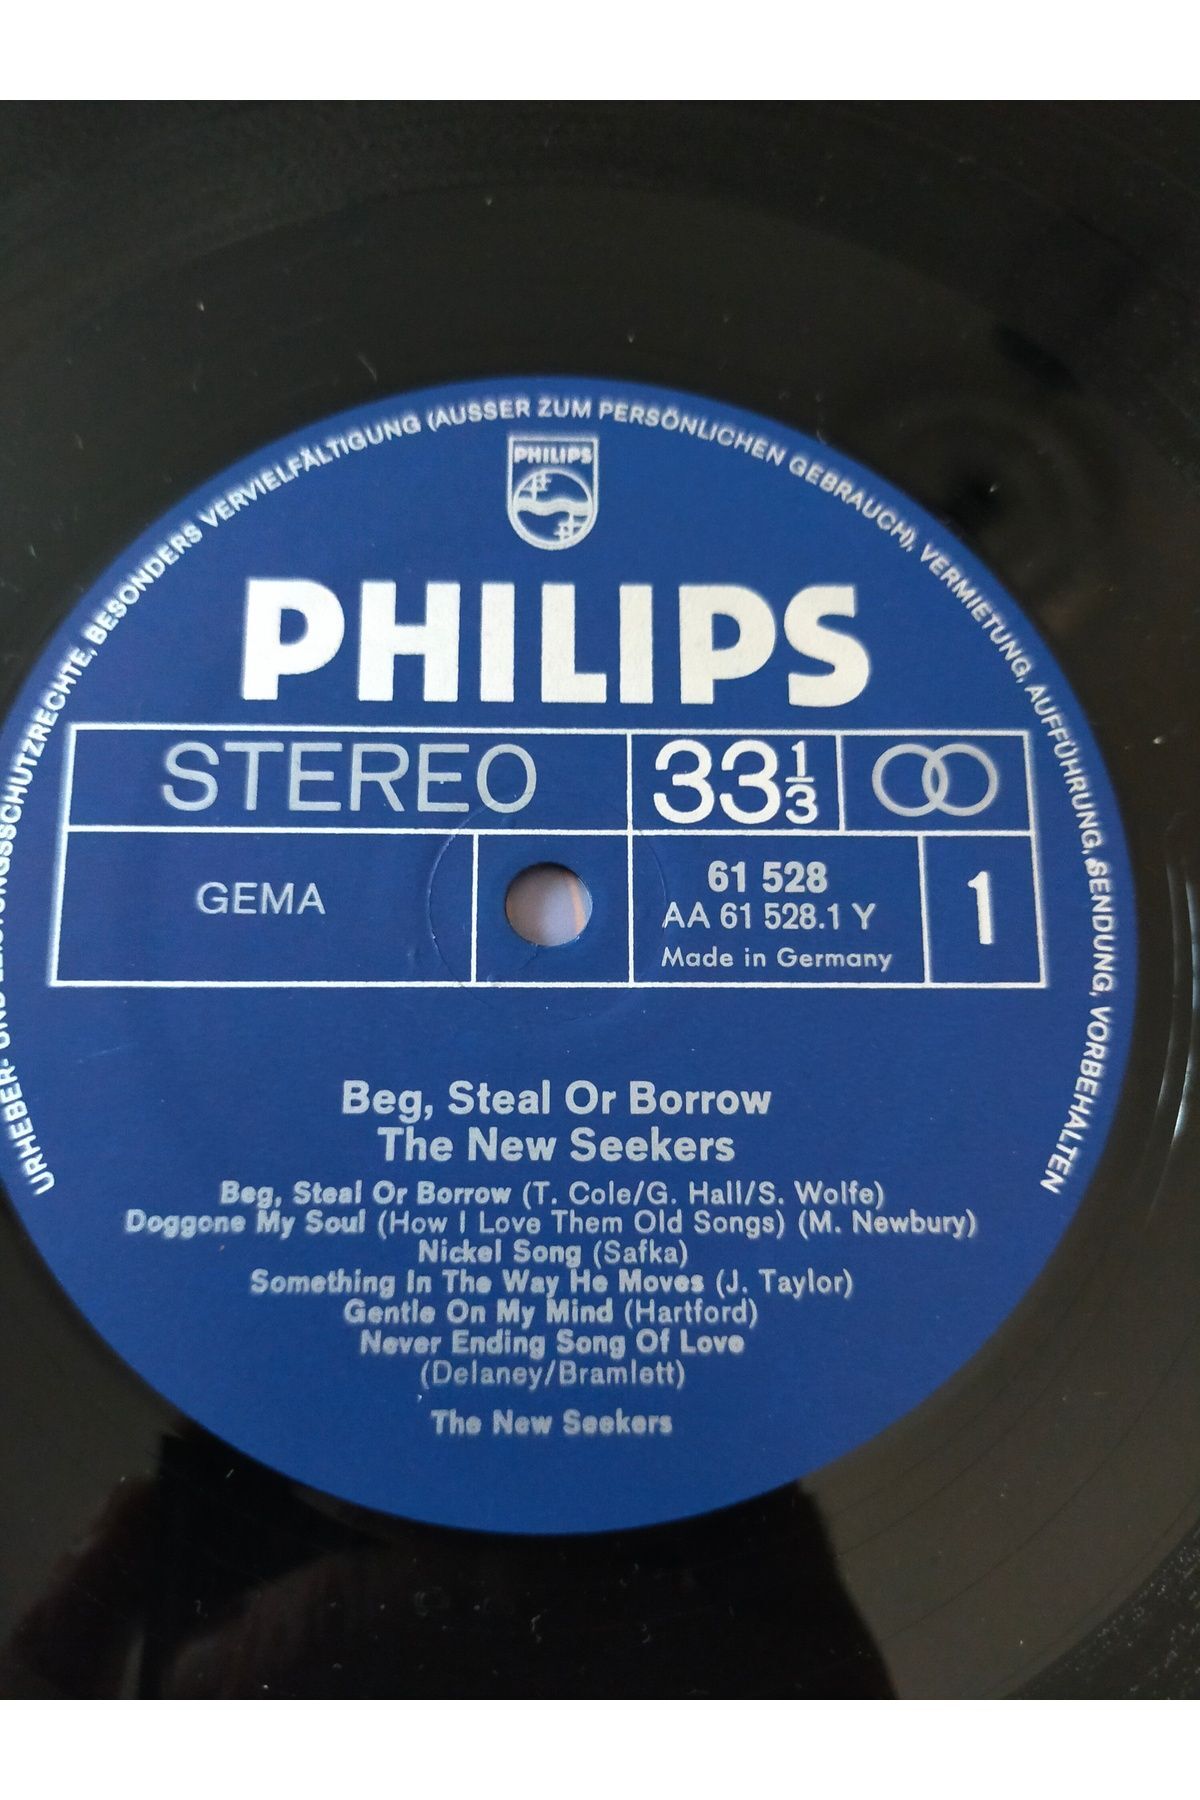 URHEBER- UND LEISTUNGSSCHUTZRECHTE, BESONDERS VERVIELFÄLTIGUNG (AUSSER ZUM PERSÖNLICHEN GEBRAUCH), VERMIETUNG, AUFFÜHRUNG, SENDUNG, VORBEHALTEN
PHILIPS
PHILIPS
STEREO 33 1/3
GEMA
61 528
AA 61 528.1 Y
Made in Germany
1
Beg, Steal Or Borrow
The New Seekers
Beg, Steal Or Borrow (T. Cole/G. Hall/S. Wolfe)
Doggone My Soul (How I Love Them Old Songs) (M. Newbury)
Nickel Song (Safka)
Something In The Way He Moves (J. Taylor)
Gentle On My Mind (Hartford)
Never Ending Song Of Love
(Delaney/Bramlett)
The New Seekers